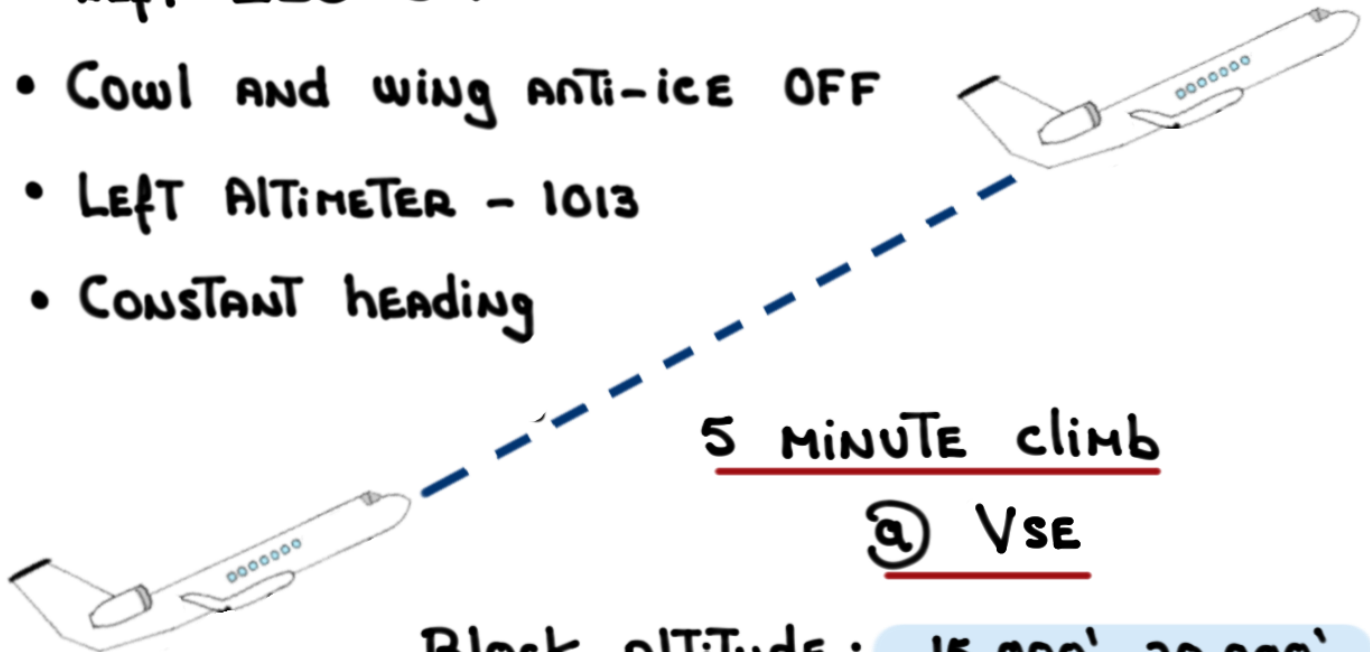 • Cowl AND wing ANTi-icE OFF
• LEfT AlTiMETER - 1013
• CONSTANT hEAding
5 MiNUTE climb
@ VSE
Block AlTiTudE :